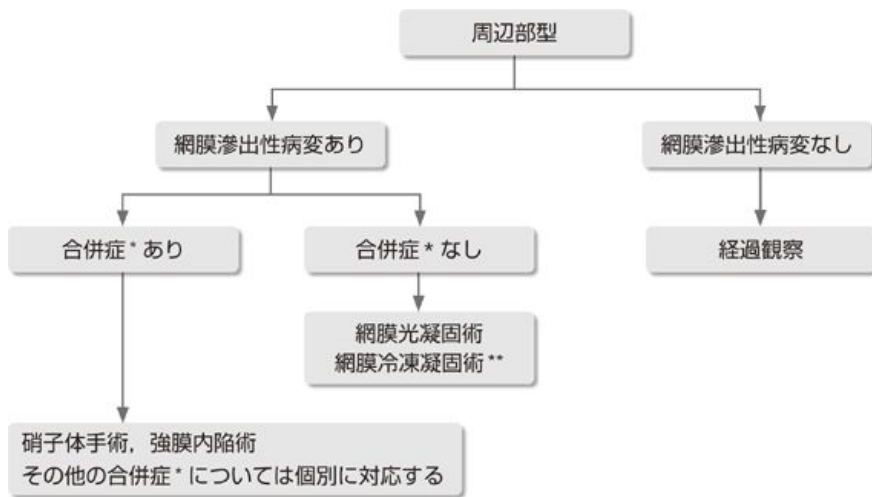 周辺部型
網膜滲出性病変あり
網膜滲出性病変なし
合併症*あり
合併症*なし
経過観察
網膜光凝固術
網膜冷凍凝固術**
硝子体手術，強膜内陥術
その他の合併症*については個別に対応する